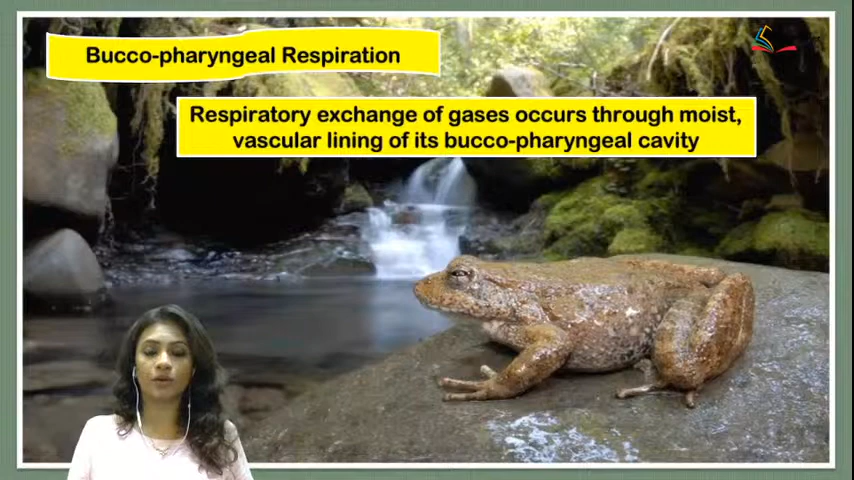 Bucco-pharyngeal Respiration
Respiratory exchange of gases occurs through moist,
vascular lining of its bucco-pharyngeal cavity